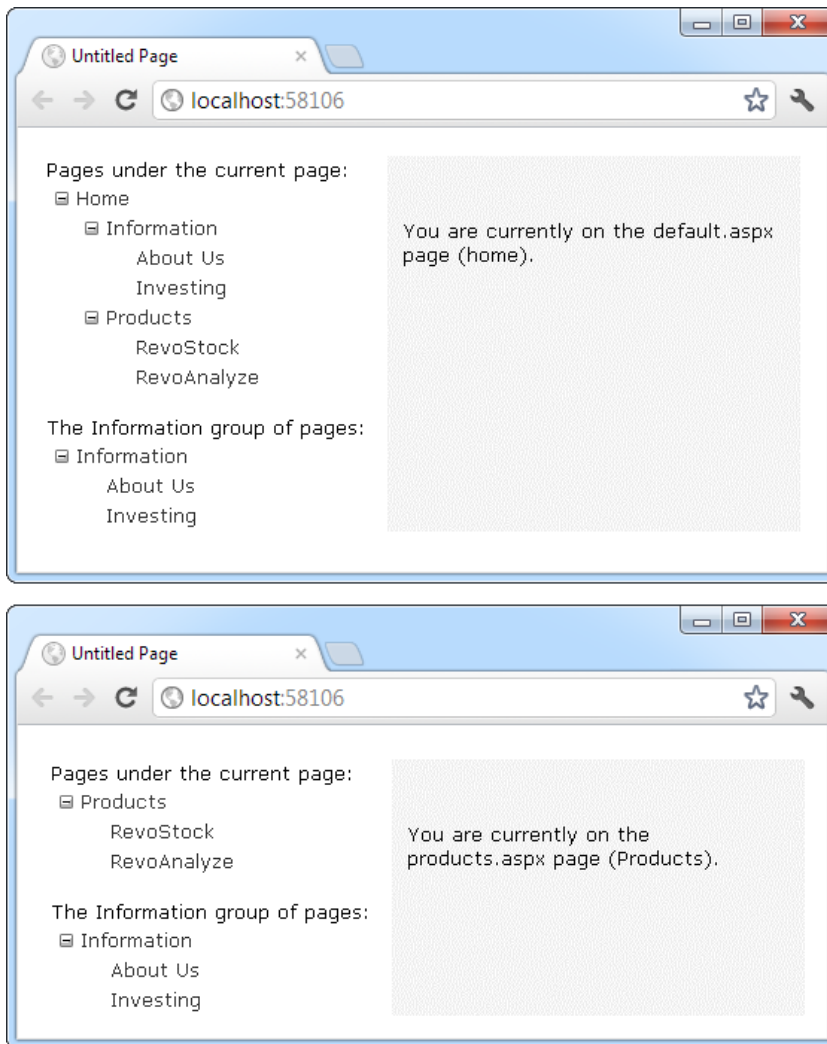 Untitled Page
localhost:58106
Pages under the current page:
Home
Information
About Us
Investing
Products
RevoStock
RevoAnalyze
The Information group of pages:
Information
About Us
Investing
You are currently on the default.aspx
page (home).
Untitled Page
localhost:58106
Pages under the current page:
Products
RevoStock
RevoAnalyze
The Information group of pages:
Information
About Us
Investing
You are currently on the
products.aspx page (Products).